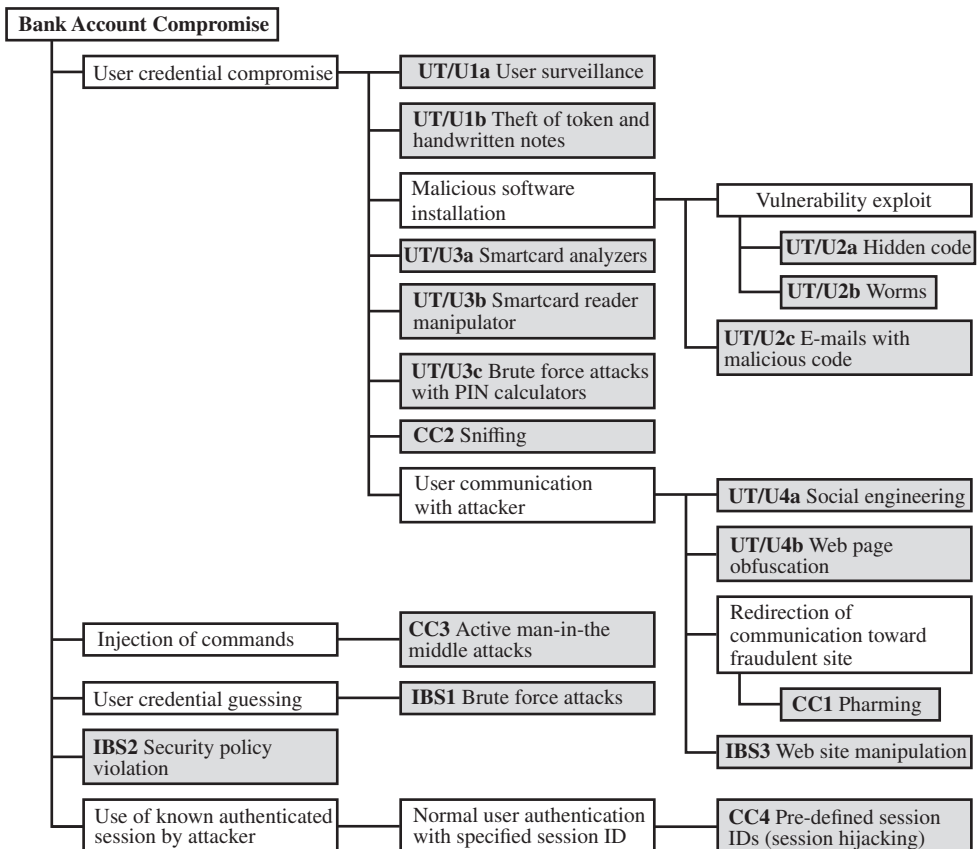 Bank Account Compromise
User credential compromise
UT/U1a User surveillance
UT/U1b Theft of token and
handwritten notes
Malicious software
installation
Vulnerability exploit
UT/U2a Hidden code
UT/U2b Worms
UT/U2c E-mails with
malicious code
UT/U3a Smartcard analyzers
UT/U3b Smartcard reader
manipulator
UT/U3c Brute force attacks
with PIN calculators
CC2 Sniffing
User communication
with attacker
UT/U4a Social engineering
UT/U4b Web page
obfuscation
Redirection of
communication toward
fraudulent site
CC1 Pharming
IBS3 Web site manipulation
Injection of commands
CC3 Active man-in-the
middle attacks
User credential guessing
IBS1 Brute force attacks
IBS2 Security policy
violation
Use of known authenticated
session by attacker
Normal user authentication
with specified session ID
CC4 Pre-defined session
IDs (session hijacking)